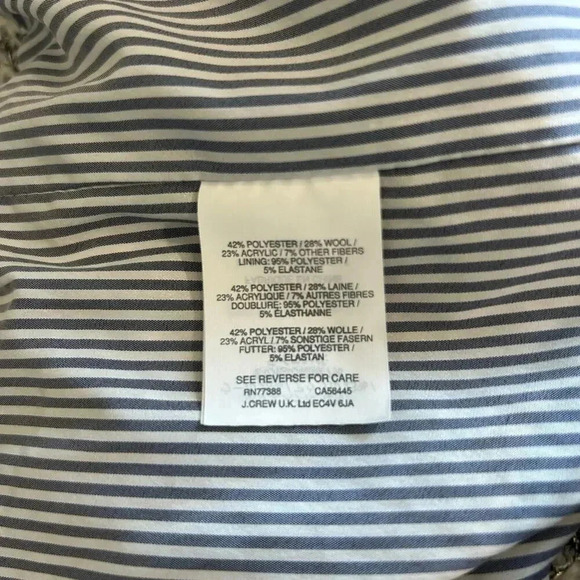 42% POLYESTER / 28% WOOL /
23% ACRYLIC / 7% OTHER FIBERS
LINING: 95% POLYESTER /
5% ELASTANE
42% POLYESTER / 28% LAINE /
23% ACRYLIQUE / 7% AUTRES FIBRES
DOUBLURE: 95% POLYESTER /
5% ELASTHANNE
42% POLYESTER / 28% WOLLE /
23% ACRYL / 7% SONSTIGE FASERN
FUTTER: 95% POLYESTER /
5% ELASTAN
SEE REVERSE FOR CARE
RN77388 CA56445
J.CREW U.K. Ltd EC4V 6JA